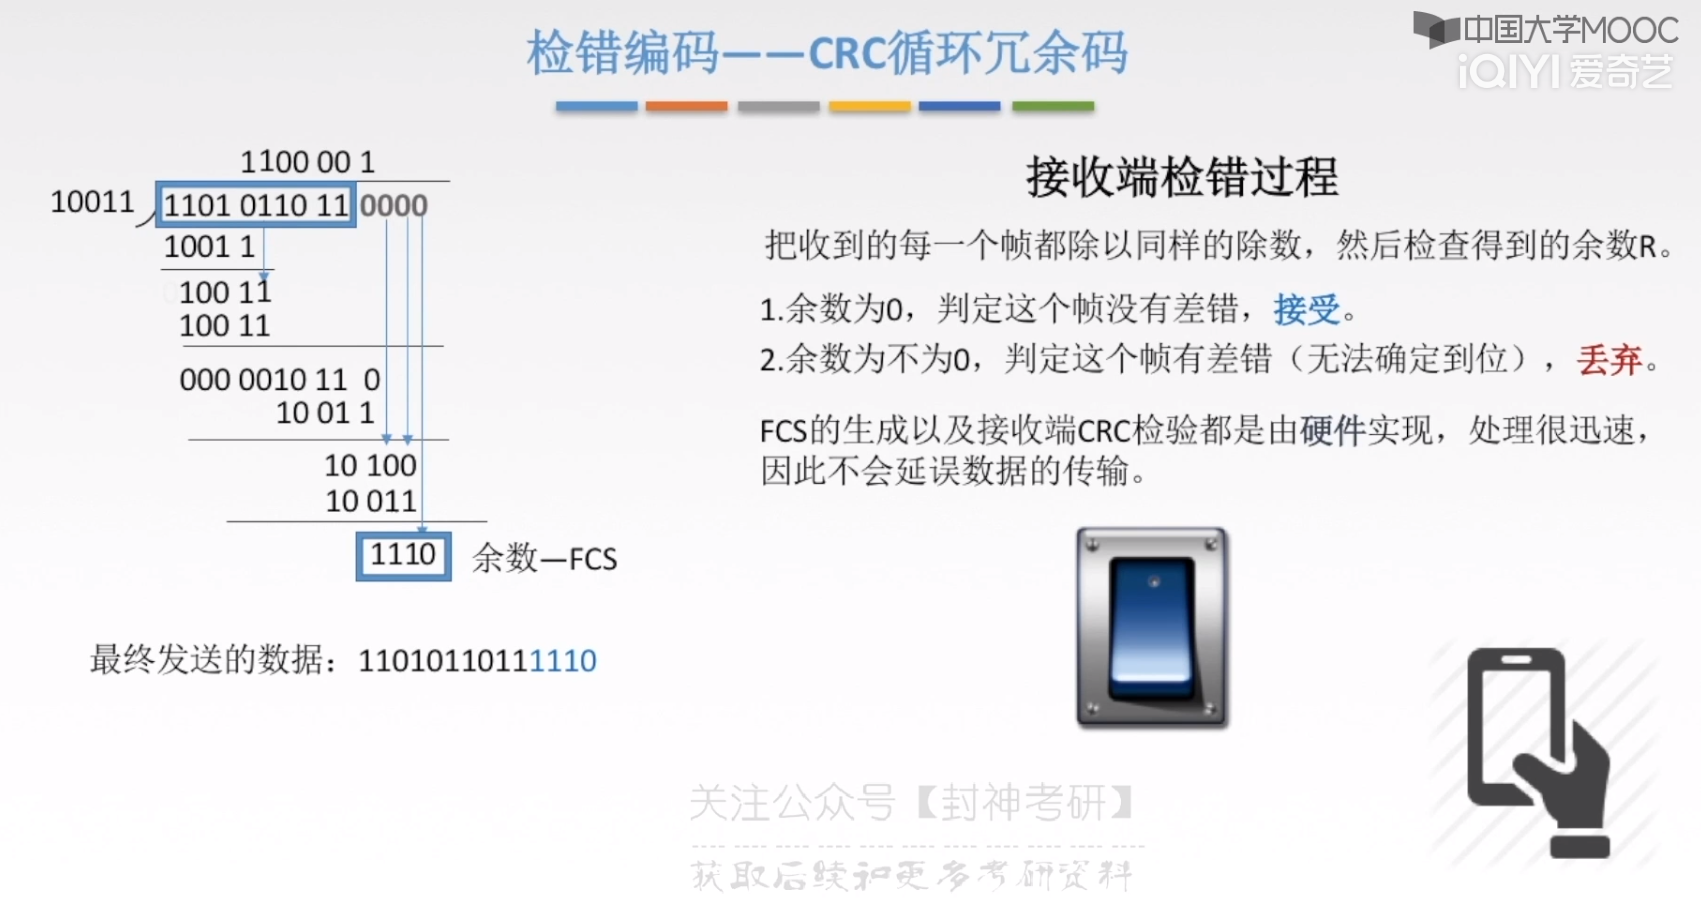 中国大学MOOC
iQIYI 爱奇艺
检错编码——CRC循环冗余码
1100 00 1
10011
1101 0110 11 0000
1001 1
100 11
100 11
000 0010 11 0
10 01 1
10 100
10 011
1110 余数—FCS
最终发送的数据：11010110111110
接收端检错过程
把收到的每一个帧都除以同样的除数，然后检查得到的余数R。
1.余数为0，判定这个帧没有差错，接受。
2.余数为不为0，判定这个帧有差错（无法确定到位），丢弃。
FCS的生成以及接收端CRC检验都是由硬件实现，处理很迅速，
因此不会延误数据的传输。
关注公众号【封神考研】
获取后续和更多考研资料